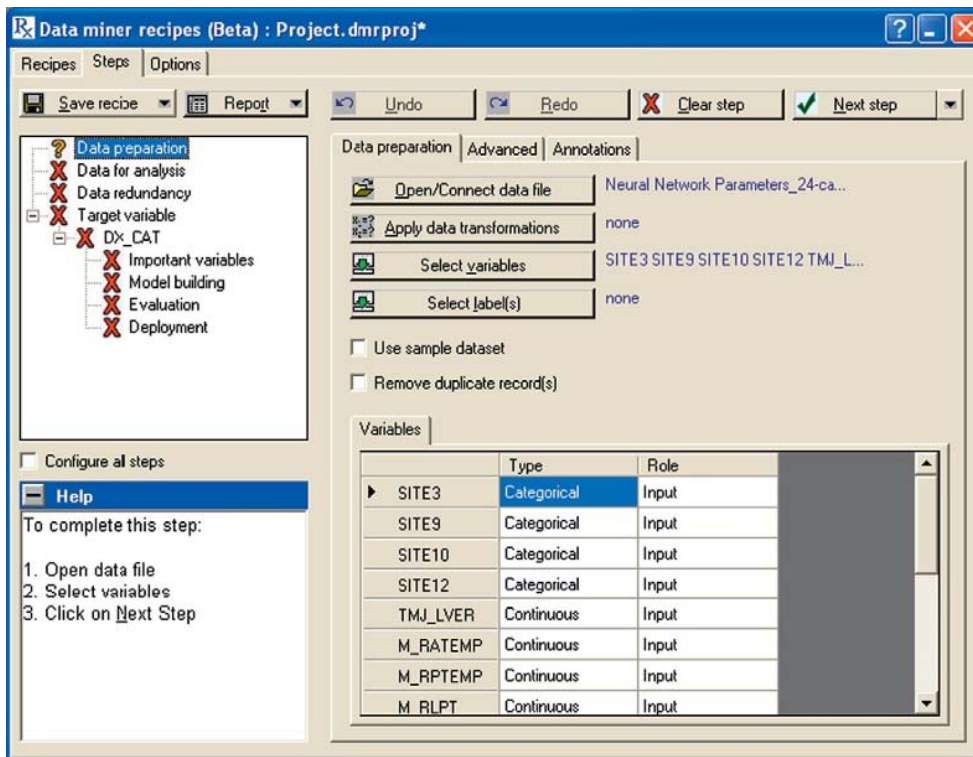 Data miner recipes (Beta) : Project.dmrproj*
Recipes Steps Options
Save recipe Report Undo Redo Clear step Next step
Data preparation
Data for analysis
Data redundancy
Target variable
DX_CAT
Important variables
Model building
Evaluation
Deployment
Configure all steps
Help
To complete this step:
1. Open data file
2. Select variables
3. Click on Next Step
Data preparation Advanced Annotations
Open/Connect data file Neural Network Parameters_24-ca...
Apply data transformations none
Select variables SITE3 SITE9 SITE10 SITE12 TMJ_L...
Select label(s) none
Use sample dataset
Remove duplicate record(s)
Variables
Type Role
SITE3 Categorical Input
SITE9 Categorical Input
SITE10 Categorical Input
SITE12 Categorical Input
TMJ_LVER Continuous Input
M_RATEMP Continuous Input
M_RPTEMP Continuous Input
M_RLPT Continuous Input